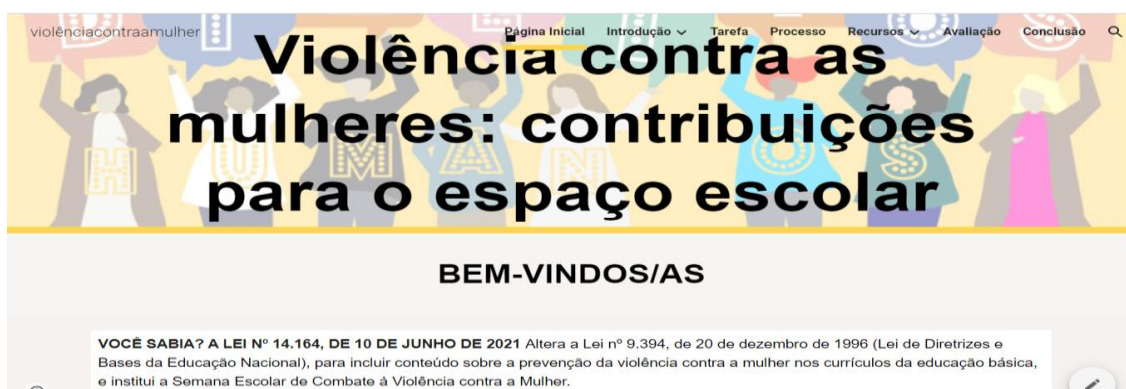 violênciacontraamulher
Página Inicial Introdução Tarefa Processo Recursos Avaliação Conclusão
Violência contra as
mulheres: contribuições
para o espaço escolar
HUMANOS
BEM-VINDOS/AS
VOCÊ SABIA? A LEI Nº 14.164, DE 10 DE JUNHO DE 2021 Altera a Lei nº 9.394, de 20 de dezembro de 1996 (Lei de Diretrizes e
Bases da Educação Nacional), para incluir conteúdo sobre a prevenção da violência contra a mulher nos currículos da educação básica,
e institui a Semana Escolar de Combate à Violência contra a Mulher.